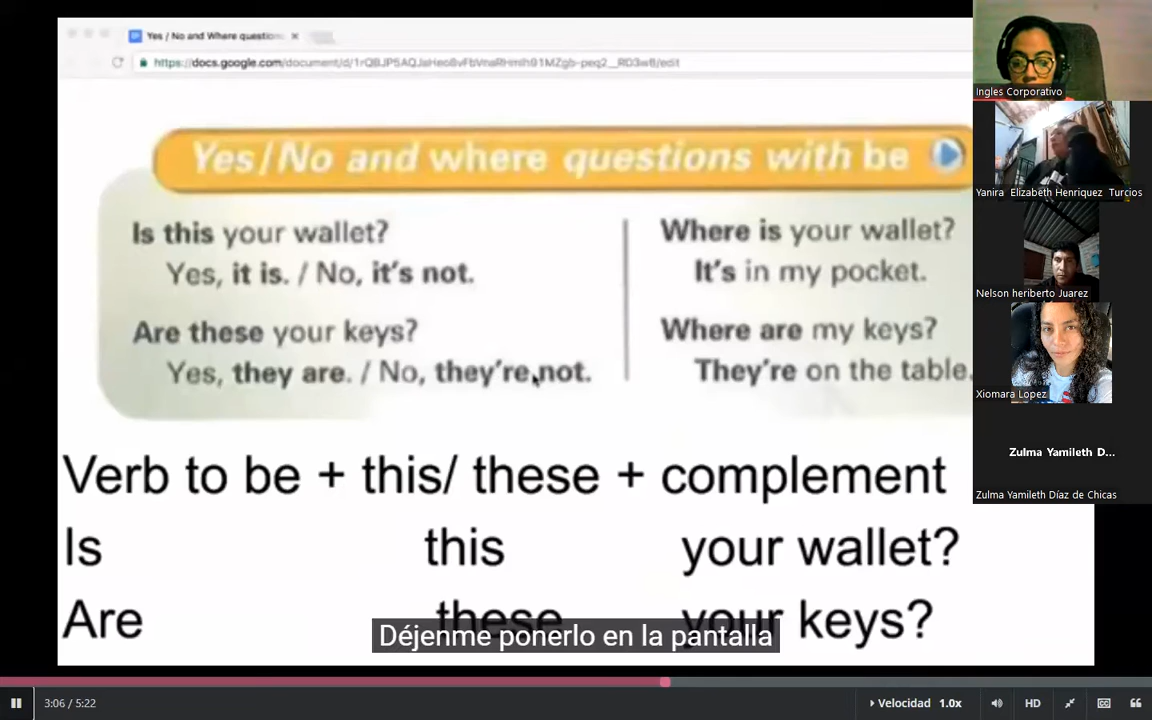 Yes / No and Where question
Yes/No and where questions with be
Is this your wallet?
Yes, it is. / No, it's not.
Are these your keys?
Yes, they are. / No, they're not.
Where is your wallet?
It's in my pocket.
Where are my keys?
They're on the table.
Verb to be + this/ these + complement
Is this your wallet?
Are these your keys?
Déjenme ponerlo en la pantalla
Ingles Corporativo
Yanira Elizabeth Henriquez Turcios
Nelson heriberto Juarez
Xiomara Lopez
Zulma Yamileth D...
Zulma Yamileth Díaz de Chicas
3:06 / 5:22
Velocidad 1.0x
HD
CC